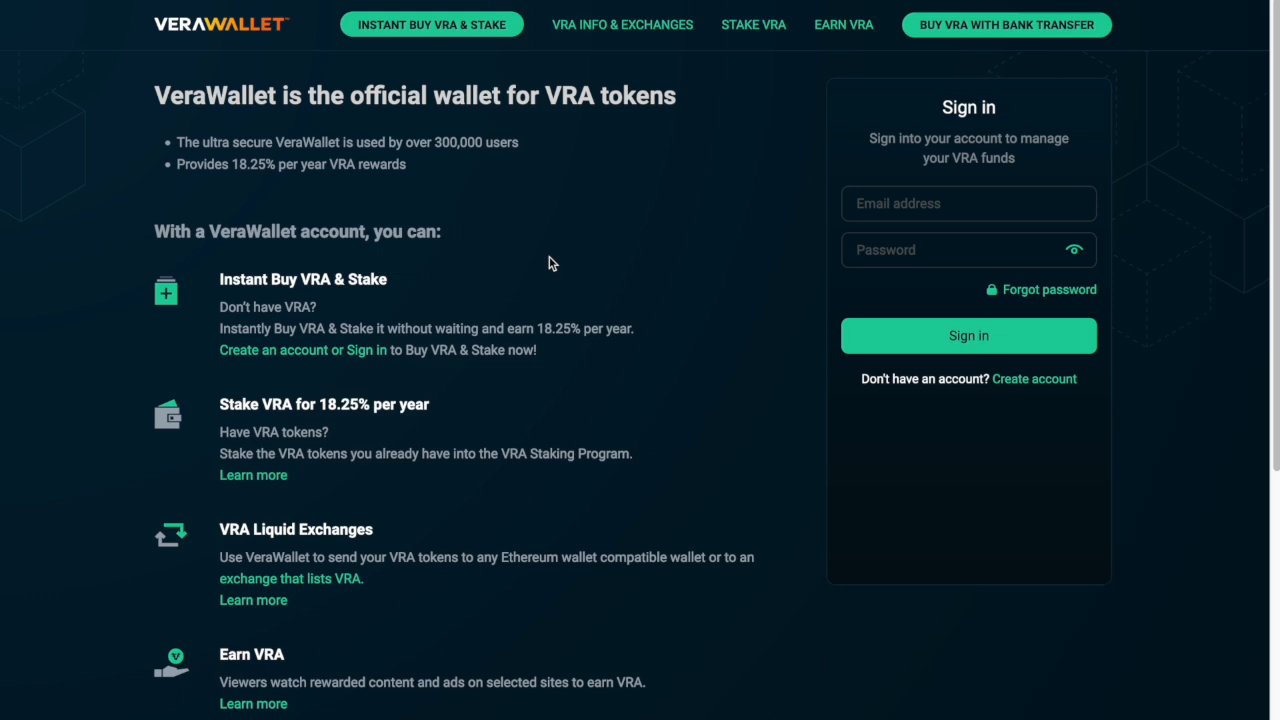 VERAWALLET™
INSTANT BUY VRA & STAKE
VRA INFO & EXCHANGES
STAKE VRA
EARN VRA
BUY VRA WITH BANK TRANSFER
VeraWallet is the official wallet for VRA tokens
The ultra secure VeraWallet is used by over 300,000 users
Provides 18.25% per year VRA rewards
With a VeraWallet account, you can:
Instant Buy VRA & Stake
Don't have VRA?
Instantly Buy VRA & Stake it without waiting and earn 18.25% per year.
Create an account or Sign in to Buy VRA & Stake now!
Stake VRA for 18.25% per year
Have VRA tokens?
Stake the VRA tokens you already have into the VRA Staking Program.
Learn more
VRA Liquid Exchanges
Use VeraWallet to send your VRA tokens to any Ethereum wallet compatible wallet or to an
exchange that lists VRA.
Learn more
Earn VRA
Viewers watch rewarded content and ads on selected sites to earn VRA.
Learn more
Sign in
Sign into your account to manage
your VRA funds
Email address
Password
Forgot password
Sign in
Don't have an account? Create account